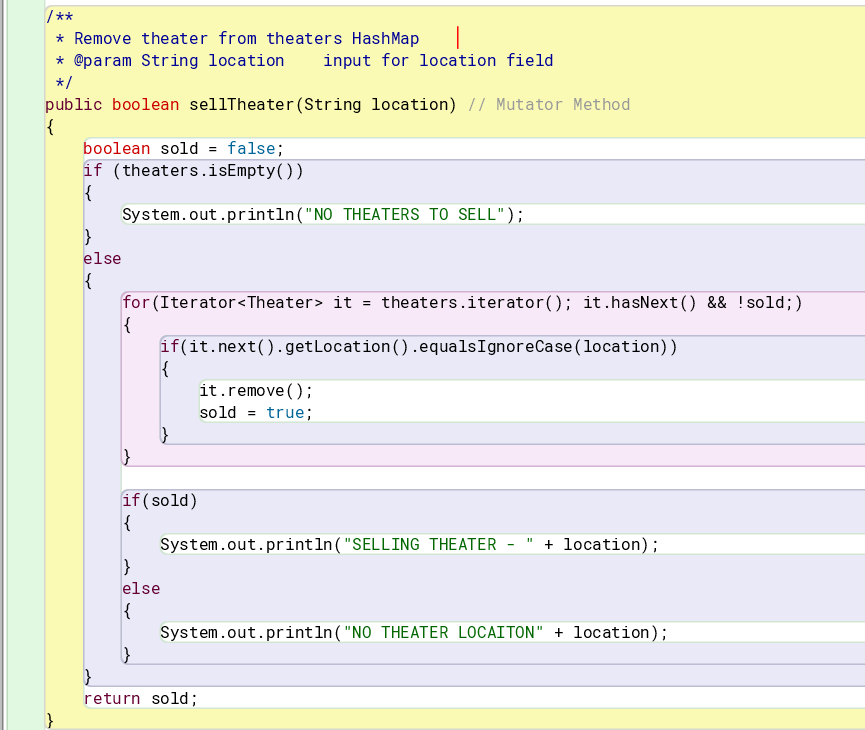 /**
 * Remove theater from theaters HashMap
 * @param String location    input for location field
 */
public boolean sellTheater(String location) // Mutator Method
{
    boolean sold = false;
    if (theaters.isEmpty())
    {
        System.out.println("NO THEATERS TO SELL");
    }
    else
    {
        for(Iterator<Theater> it = theaters.iterator(); it.hasNext() && !sold;)
        {
            if(it.next().getLocation().equalsIgnoreCase(location))
            {
                it.remove();
                sold = true;
            }
        }

        if(sold)
        {
            System.out.println("SELLING THEATER - " + location);
        }
        else
        {
            System.out.println("NO THEATER LOCAITON" + location);
        }
    }
    return sold;
}